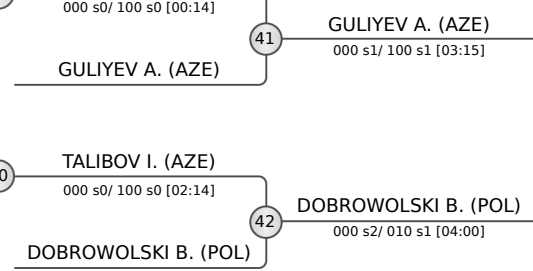 000 s0/ 100 s0 [00:14]
GULIYEV A. (AZE)
41
000 s1/ 100 s1 [03:15]
GULIYEV A. (AZE)
TALIBOV I. (AZE)
0
000 s0/ 100 s0 [02:14]
DOBROWOLSKI B. (POL)
42
000 s2/ 010 s1 [04:00]
DOBROWOLSKI B. (POL)